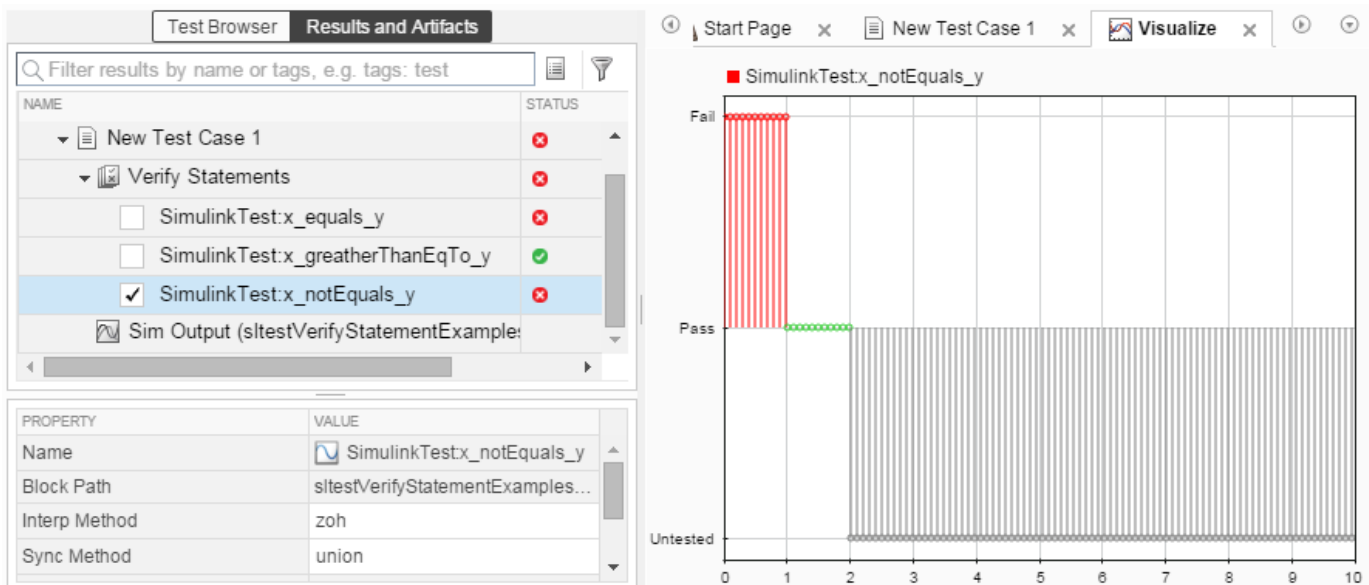 Test Browser Results and Artifacts
Filter results by name or tags, e.g. tags: test
NAME STATUS
New Test Case 1
Verify Statements
SimulinkTest:x_equals_y
SimulinkTest:x_greatherThanEqTo_y
SimulinkTest:x_notEquals_y
Sim Output (sltestVerifyStatementExample
PROPERTY VALUE
Name SimulinkTest:x_notEquals_y
Block Path sltestVerifyStatementExamples...
Interp Method zoh
Sync Method union
Start Page New Test Case 1 Visualize
SimulinkTest:x_notEquals_y
Fail
Pass
Untested
0 1 2 3 4 5 6 7 8 9 10